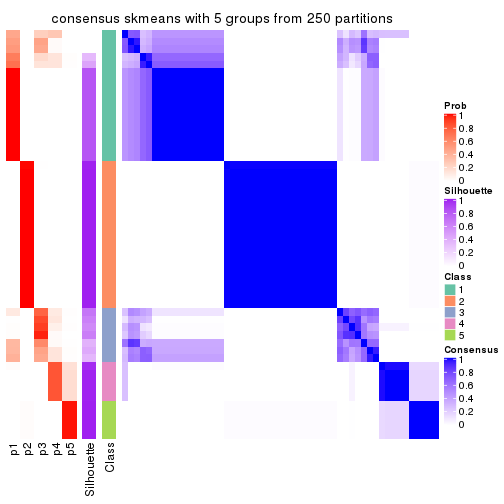 consensus skmeans with 5 groups from 250 partitions
Prob
1
0.8
0.6
0.4
0.2
0
Silhouette
1
0.8
0.6
0.4
0.2
0
Class
1
2
3
4
5
Consensus
1
0.8
0.6
0.4
0.2
0
p1
p2
p3
p4
p5
Silhouette
Class